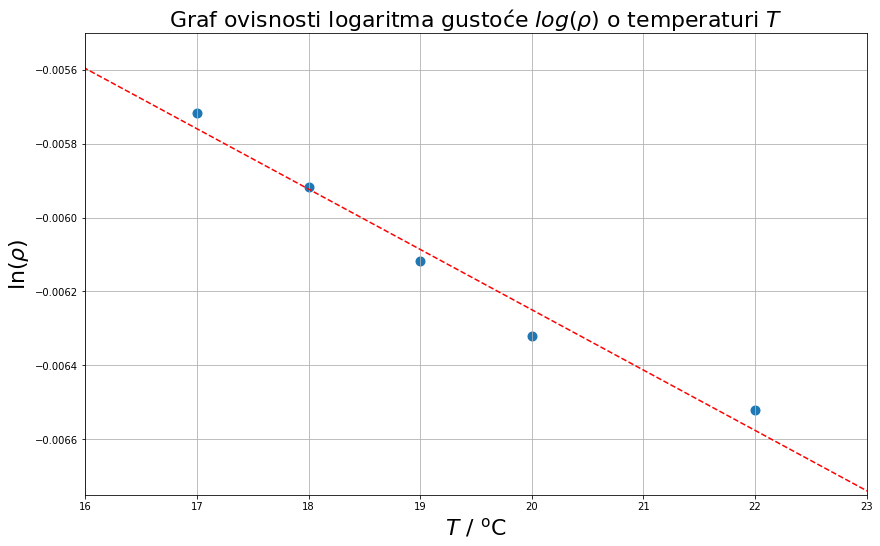 Graf ovisnosti logaritma gustoće log(ρ) o temperaturi T
ln(ρ)
−0.0056
−0.0058
−0.0060
−0.0062
−0.0064
−0.0066
16 17 18 19 20 21 22 23
T / °C